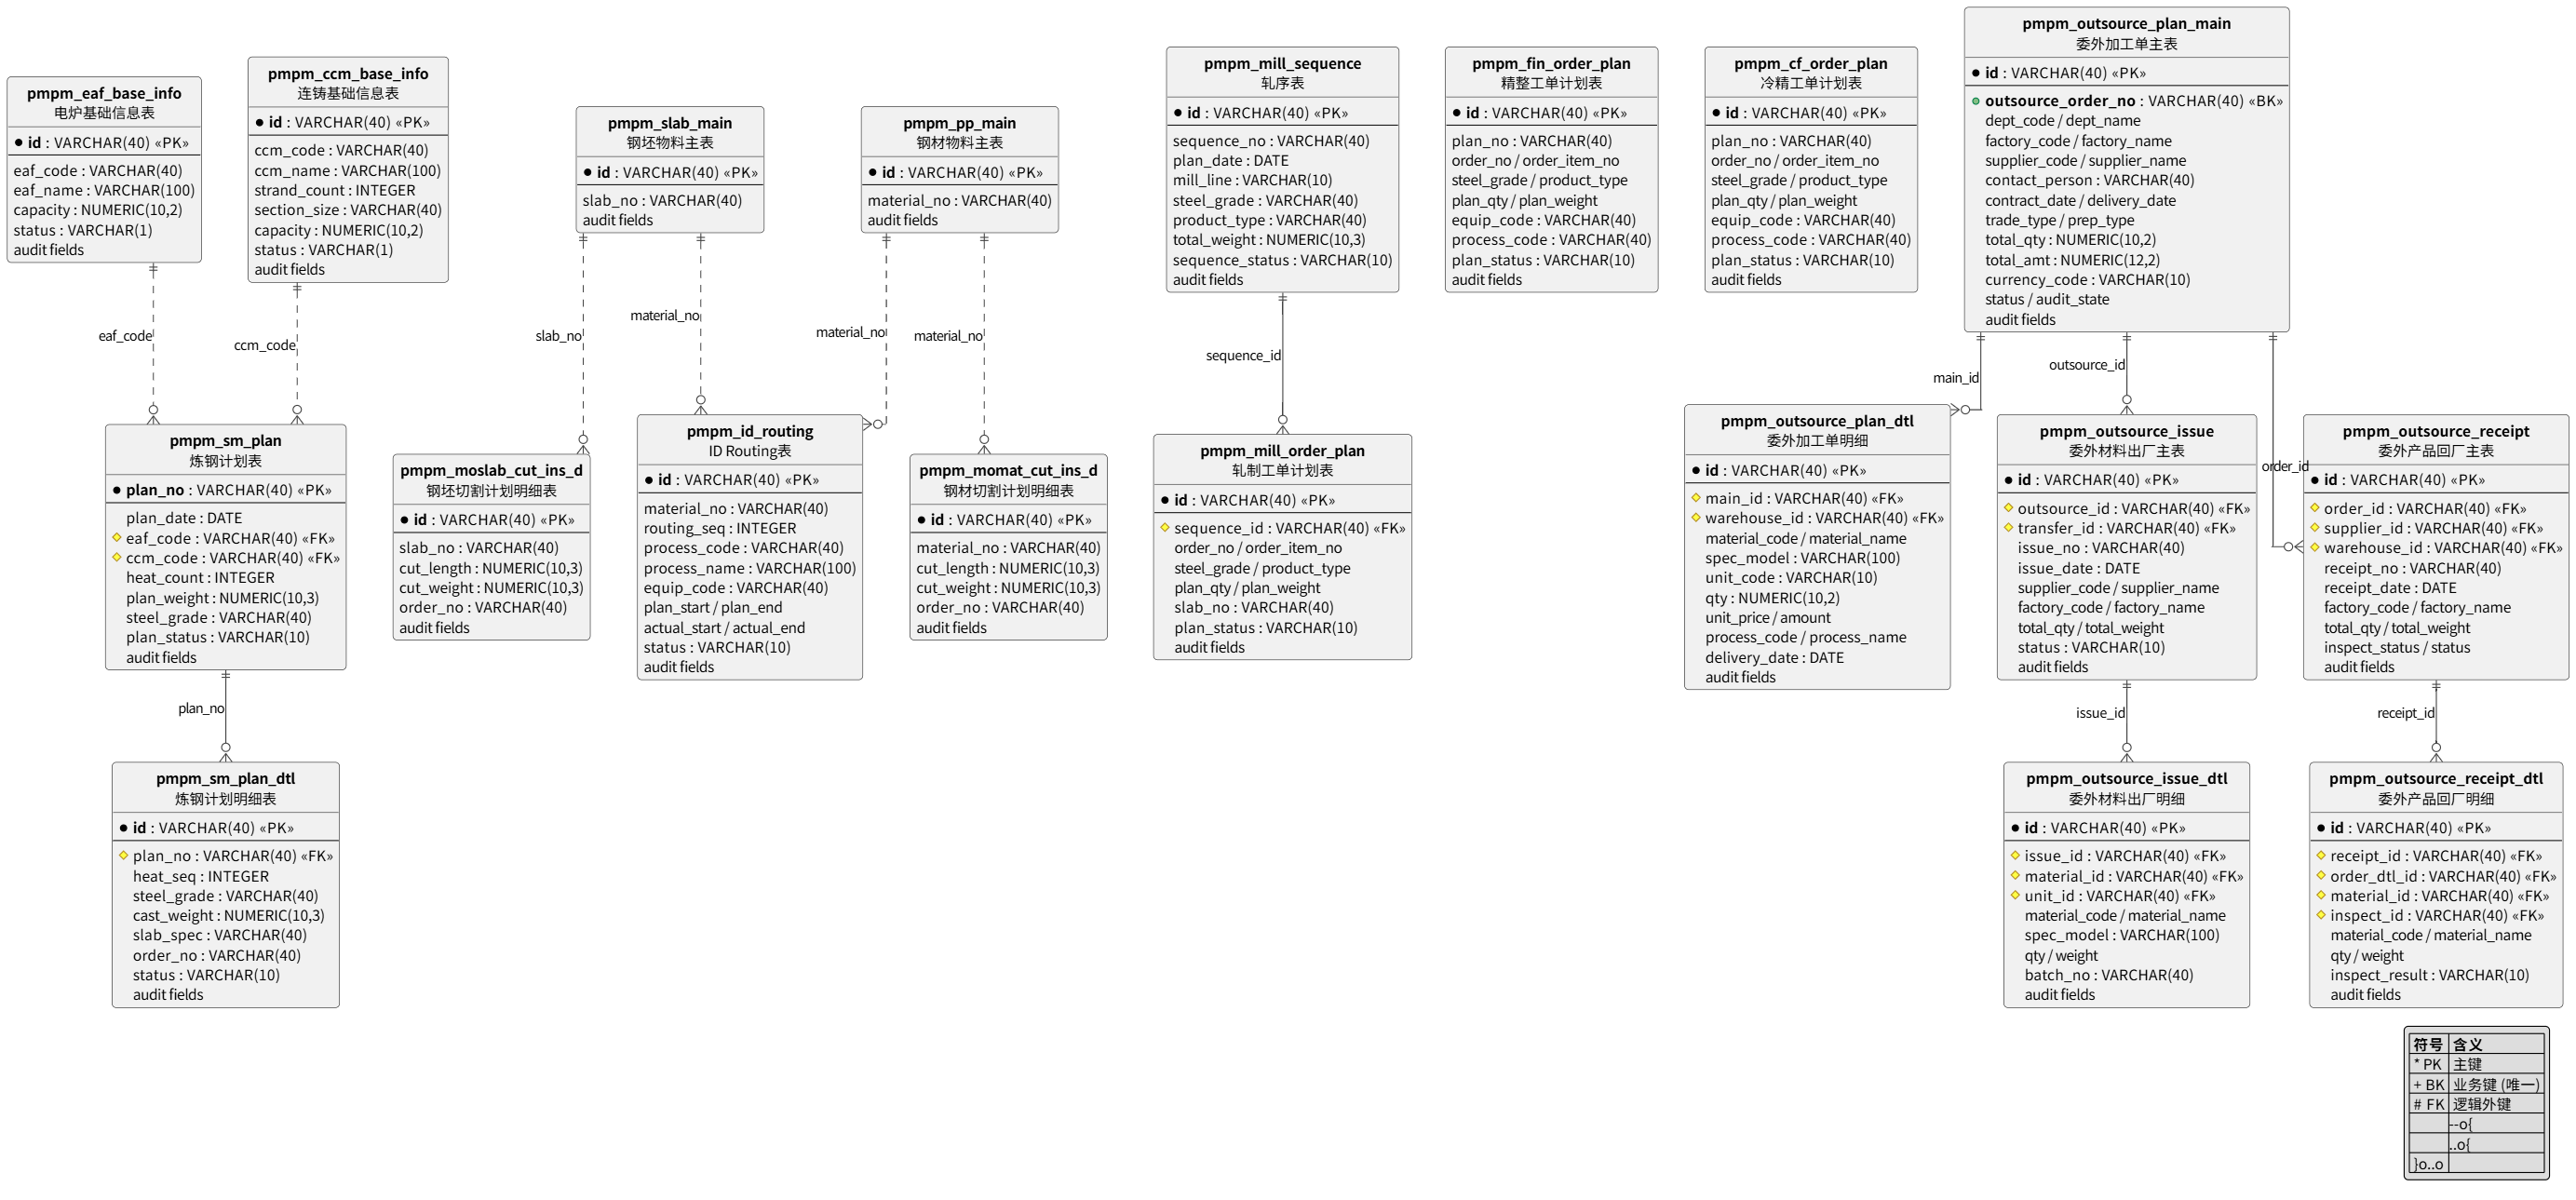 pmpm_eaf_base_info
电炉基础信息表
id : VARCHAR(40) «PK»
eaf_code : VARCHAR(40)
eaf_name : VARCHAR(100)
capacity : NUMERIC(10,2)
status : VARCHAR(1)
audit fields
pmpm_ccm_base_info
连铸基础信息表
id : VARCHAR(40) «PK»
ccm_code : VARCHAR(40)
ccm_name : VARCHAR(100)
strand_count : INTEGER
section_size : VARCHAR(40)
capacity : NUMERIC(10,2)
status : VARCHAR(1)
audit fields
pmpm_slab_main
钢坯物料主表
id : VARCHAR(40) «PK»
slab_no : VARCHAR(40)
audit fields
pmpm_pp_main
钢材物料主表
id : VARCHAR(40) «PK»
material_no : VARCHAR(40)
audit fields
pmpm_mill_sequence
轧序表
id : VARCHAR(40) «PK»
sequence_no : VARCHAR(40)
plan_date : DATE
mill_line : VARCHAR(10)
steel_grade : VARCHAR(40)
product_type : VARCHAR(40)
total_weight : NUMERIC(10,3)
sequence_status : VARCHAR(10)
audit fields
pmpm_fin_order_plan
精整工单计划表
id : VARCHAR(40) «PK»
plan_no : VARCHAR(40)
order_no / order_item_no
steel_grade / product_type
plan_qty / plan_weight
equip_code : VARCHAR(40)
process_code : VARCHAR(40)
plan_status : VARCHAR(10)
audit fields
pmpm_cf_order_plan
冷精工单计划表
id : VARCHAR(40) «PK»
plan_no : VARCHAR(40)
order_no / order_item_no
steel_grade / product_type
plan_qty / plan_weight
equip_code : VARCHAR(40)
process_code : VARCHAR(40)
plan_status : VARCHAR(10)
audit fields
pmpm_outsource_plan_main
委外加工单主表
id : VARCHAR(40) «PK»
outsource_order_no : VARCHAR(40) «BK»
dept_code / dept_name
factory_code / factory_name
supplier_code / supplier_name
contact_person : VARCHAR(40)
contract_date / delivery_date
trade_type / prep_type
total_qty : NUMERIC(10,2)
total_amt : NUMERIC(12,2)
currency_code : VARCHAR(10)
status / audit_state
audit fields
eaf_code
ccm_code
slab_no
material_no
material_no
material_no
sequence_id
main_id
outsource_id
order_id
pmpm_sm_plan
炼钢计划表
plan_no : VARCHAR(40) «PK»
plan_date : DATE
eaf_code : VARCHAR(40) «FK»
ccm_code : VARCHAR(40) «FK»
heat_count : INTEGER
plan_weight : NUMERIC(10,3)
steel_grade : VARCHAR(40)
plan_status : VARCHAR(10)
audit fields
pmpm_moslab_cut_ins_d
钢坯切割计划明细表
id : VARCHAR(40) «PK»
slab_no : VARCHAR(40)
cut_length : NUMERIC(10,3)
cut_weight : NUMERIC(10,3)
order_no : VARCHAR(40)
audit fields
pmpm_id_routing
ID Routing表
id : VARCHAR(40) «PK»
material_no : VARCHAR(40)
routing_seq : INTEGER
process_code : VARCHAR(40)
process_name : VARCHAR(100)
equip_code : VARCHAR(40)
plan_start / plan_end
actual_start / actual_end
status : VARCHAR(10)
audit fields
pmpm_momat_cut_ins_d
钢材切割计划明细表
id : VARCHAR(40) «PK»
material_no : VARCHAR(40)
cut_length : NUMERIC(10,3)
cut_weight : NUMERIC(10,3)
order_no : VARCHAR(40)
audit fields
pmpm_mill_order_plan
轧制工单计划表
id : VARCHAR(40) «PK»
sequence_id : VARCHAR(40) «FK»
order_no / order_item_no
steel_grade / product_type
plan_qty / plan_weight
slab_no : VARCHAR(40)
plan_status : VARCHAR(10)
audit fields
pmpm_outsource_plan_dtl
委外加工单明细
id : VARCHAR(40) «PK»
main_id : VARCHAR(40) «FK»
warehouse_id : VARCHAR(40) «FK»
material_code / material_name
spec_model : VARCHAR(100)
unit_code : VARCHAR(10)
qty : NUMERIC(10,2)
unit_price / amount
process_code / process_name
delivery_date : DATE
audit fields
pmpm_outsource_issue
委外材料出厂主表
id : VARCHAR(40) «PK»
outsource_id : VARCHAR(40) «FK»
transfer_id : VARCHAR(40) «FK»
issue_no : VARCHAR(40)
issue_date : DATE
supplier_code / supplier_name
factory_code / factory_name
total_qty / total_weight
status : VARCHAR(10)
audit fields
pmpm_outsource_receipt
委外产品回厂主表
id : VARCHAR(40) «PK»
order_id : VARCHAR(40) «FK»
supplier_id : VARCHAR(40) «FK»
warehouse_id : VARCHAR(40) «FK»
receipt_no : VARCHAR(40)
receipt_date : DATE
factory_code / factory_name
total_qty / total_weight
inspect_status / status
audit fields
plan_no
issue_id
receipt_id
pmpm_sm_plan_dtl
炼钢计划明细表
id : VARCHAR(40) «PK»
plan_no : VARCHAR(40) «FK»
heat_seq : INTEGER
steel_grade : VARCHAR(40)
cast_weight : NUMERIC(10,3)
slab_spec : VARCHAR(40)
order_no : VARCHAR(40)
status : VARCHAR(10)
audit fields
pmpm_outsource_issue_dtl
委外材料出厂明细
id : VARCHAR(40) «PK»
issue_id : VARCHAR(40) «FK»
material_id : VARCHAR(40) «FK»
unit_id : VARCHAR(40) «FK»
material_code / material_name
spec_model : VARCHAR(100)
qty / weight
batch_no : VARCHAR(40)
audit fields
pmpm_outsource_receipt_dtl
委外产品回厂明细
id : VARCHAR(40) «PK»
receipt_id : VARCHAR(40) «FK»
order_dtl_id : VARCHAR(40) «FK»
material_id : VARCHAR(40) «FK»
inspect_id : VARCHAR(40) «FK»
material_code / material_name
qty / weight
inspect_result : VARCHAR(10)
audit fields
符号 含义
* PK 主键
+ BK 业务键 (唯一)
# FK 逻辑外键
--o{
..o{
}o..o